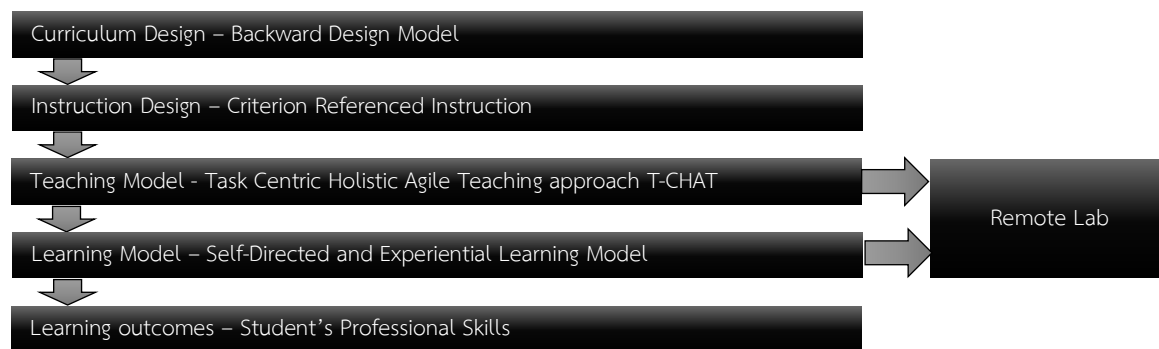 Curriculum Design – Backward Design Model
Instruction Design – Criterion Referenced Instruction
Teaching Model - Task Centric Holistic Agile Teaching approach T-CHAT
Remote Lab
Learning Model – Self-Directed and Experiential Learning Model
Learning outcomes – Student’s Professional Skills